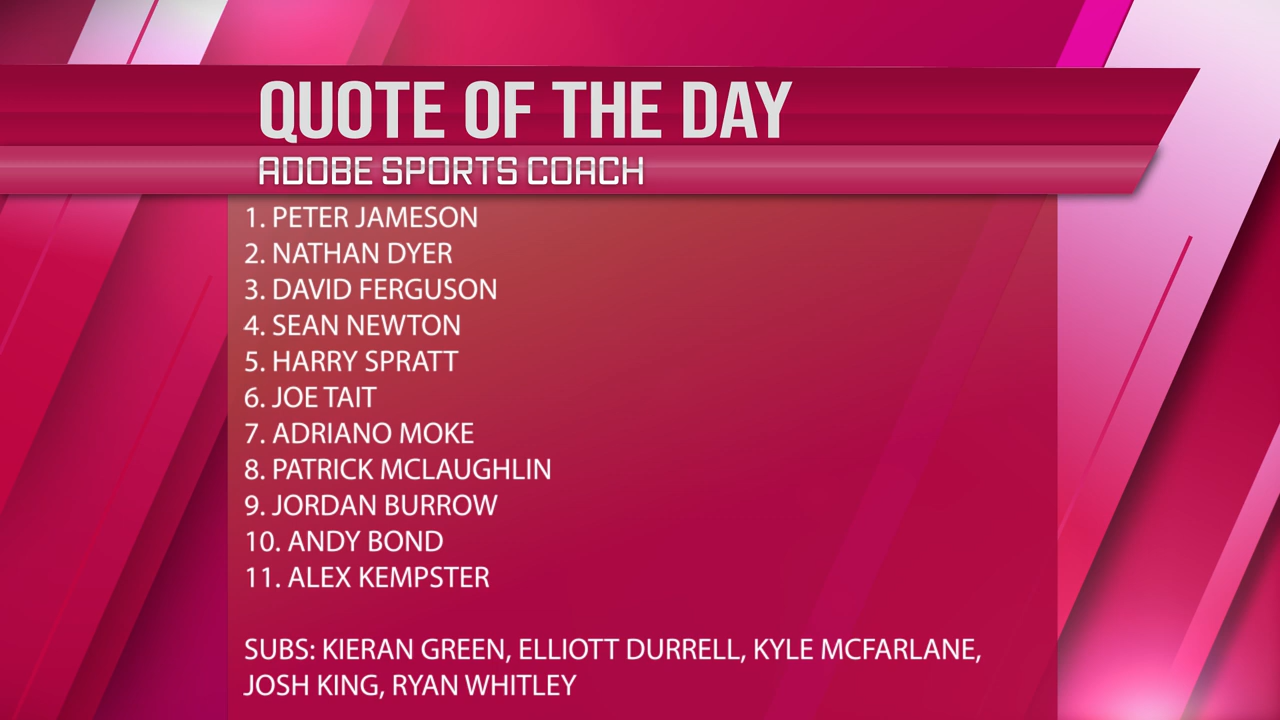 QUOTE OF THE DAY
ADOBE SPORTS COACH
1. PETER JAMESON
2. NATHAN DYER
3. DAVID FERGUSON
4. SEAN NEWTON
5. HARRY SPRATT
6. JOE TAIT
7. ADRIANO MOKE
8. PATRICK MCLAUGHLIN
9. JORDAN BURROW
10. ANDY BOND
11. ALEX KEMPSTER
SUBS: KIERAN GREEN, ELLIOTT DURRELL, KYLE MCFARLANE,
JOSH KING, RYAN WHITLEY